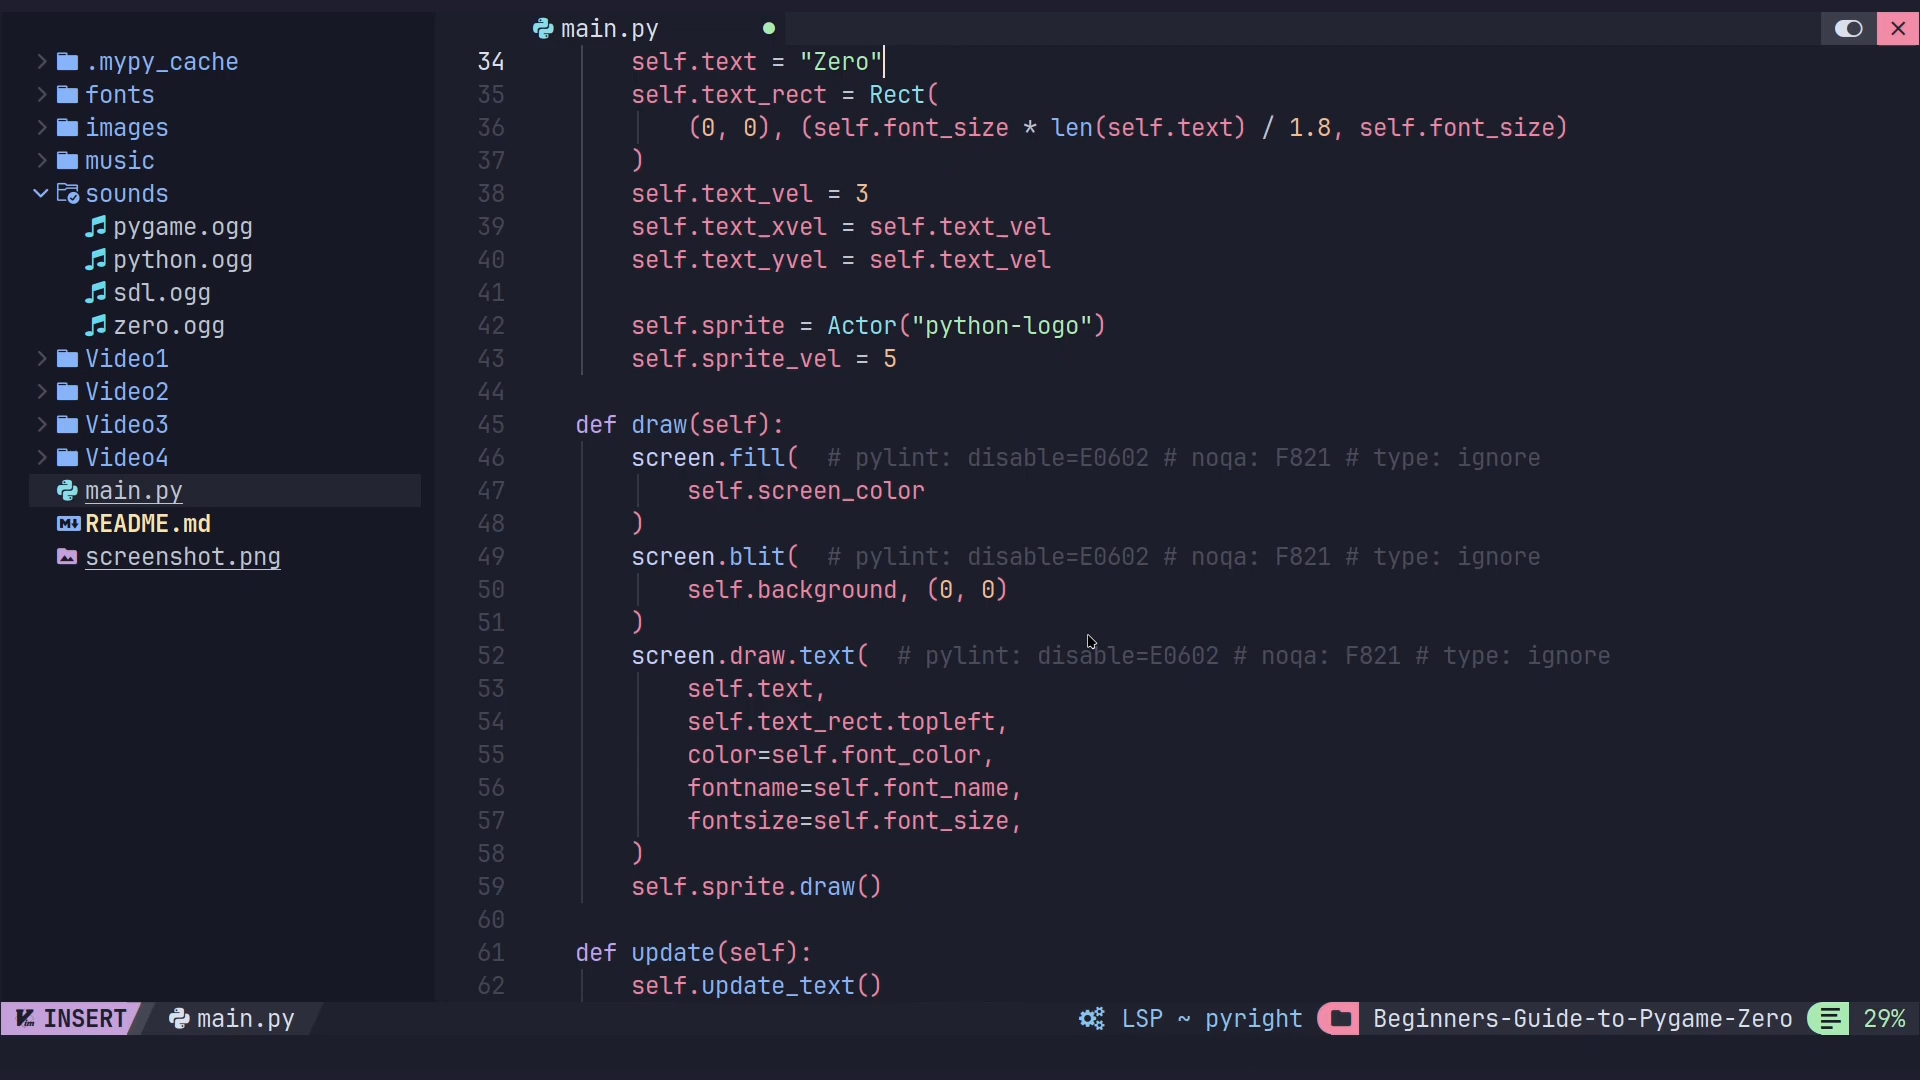 main.py
.mypy_cache
fonts
images
music
sounds
pygame.ogg
python.ogg
sdl.ogg
zero.ogg
Video1
Video2
Video3
Video4
main.py
README.md
screenshot.png
34 self.text = "Zero"
35 self.text_rect = Rect(
36 (0, 0), (self.font_size * len(self.text) / 1.8, self.font_size)
37 )
38 self.text_vel = 3
39 self.text_xvel = self.text_vel
40 self.text_yvel = self.text_vel
41
42 self.sprite = Actor("python-logo")
43 self.sprite_vel = 5
44
45 def draw(self):
46 screen.fill(  # pylint: disable=E0602 # noqa: F821 # type: ignore
47 self.screen_color
48 )
49 screen.blit(  # pylint: disable=E0602 # noqa: F821 # type: ignore
50 self.background, (0, 0)
51 )
52 screen.draw.text(  # pylint: disable=E0602 # noqa: F821 # type: ignore
53 self.text,
54 self.text_rect.topleft,
55 color=self.font_color,
56 fontname=self.font_name,
57 fontsize=self.font_size,
58 )
59 self.sprite.draw()
60
61 def update(self):
62 self.update_text()
INSERT main.py LSP ~ pyright Beginners-Guide-to-Pygame-Zero 29%